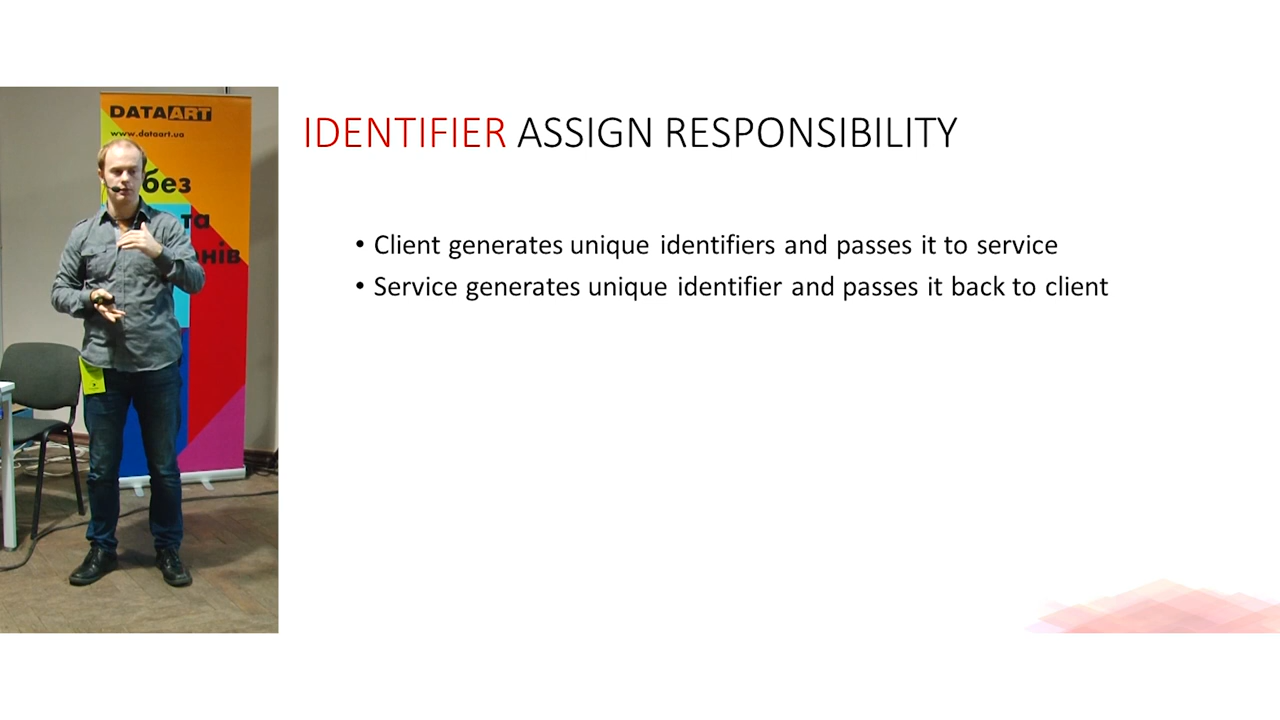 DATAART
www.dataart.ua
без
та
нів
IDENTIFIER ASSIGN RESPONSIBILITY
• Client generates unique identifiers and passes it to service
• Service generates unique identifier and passes it back to client